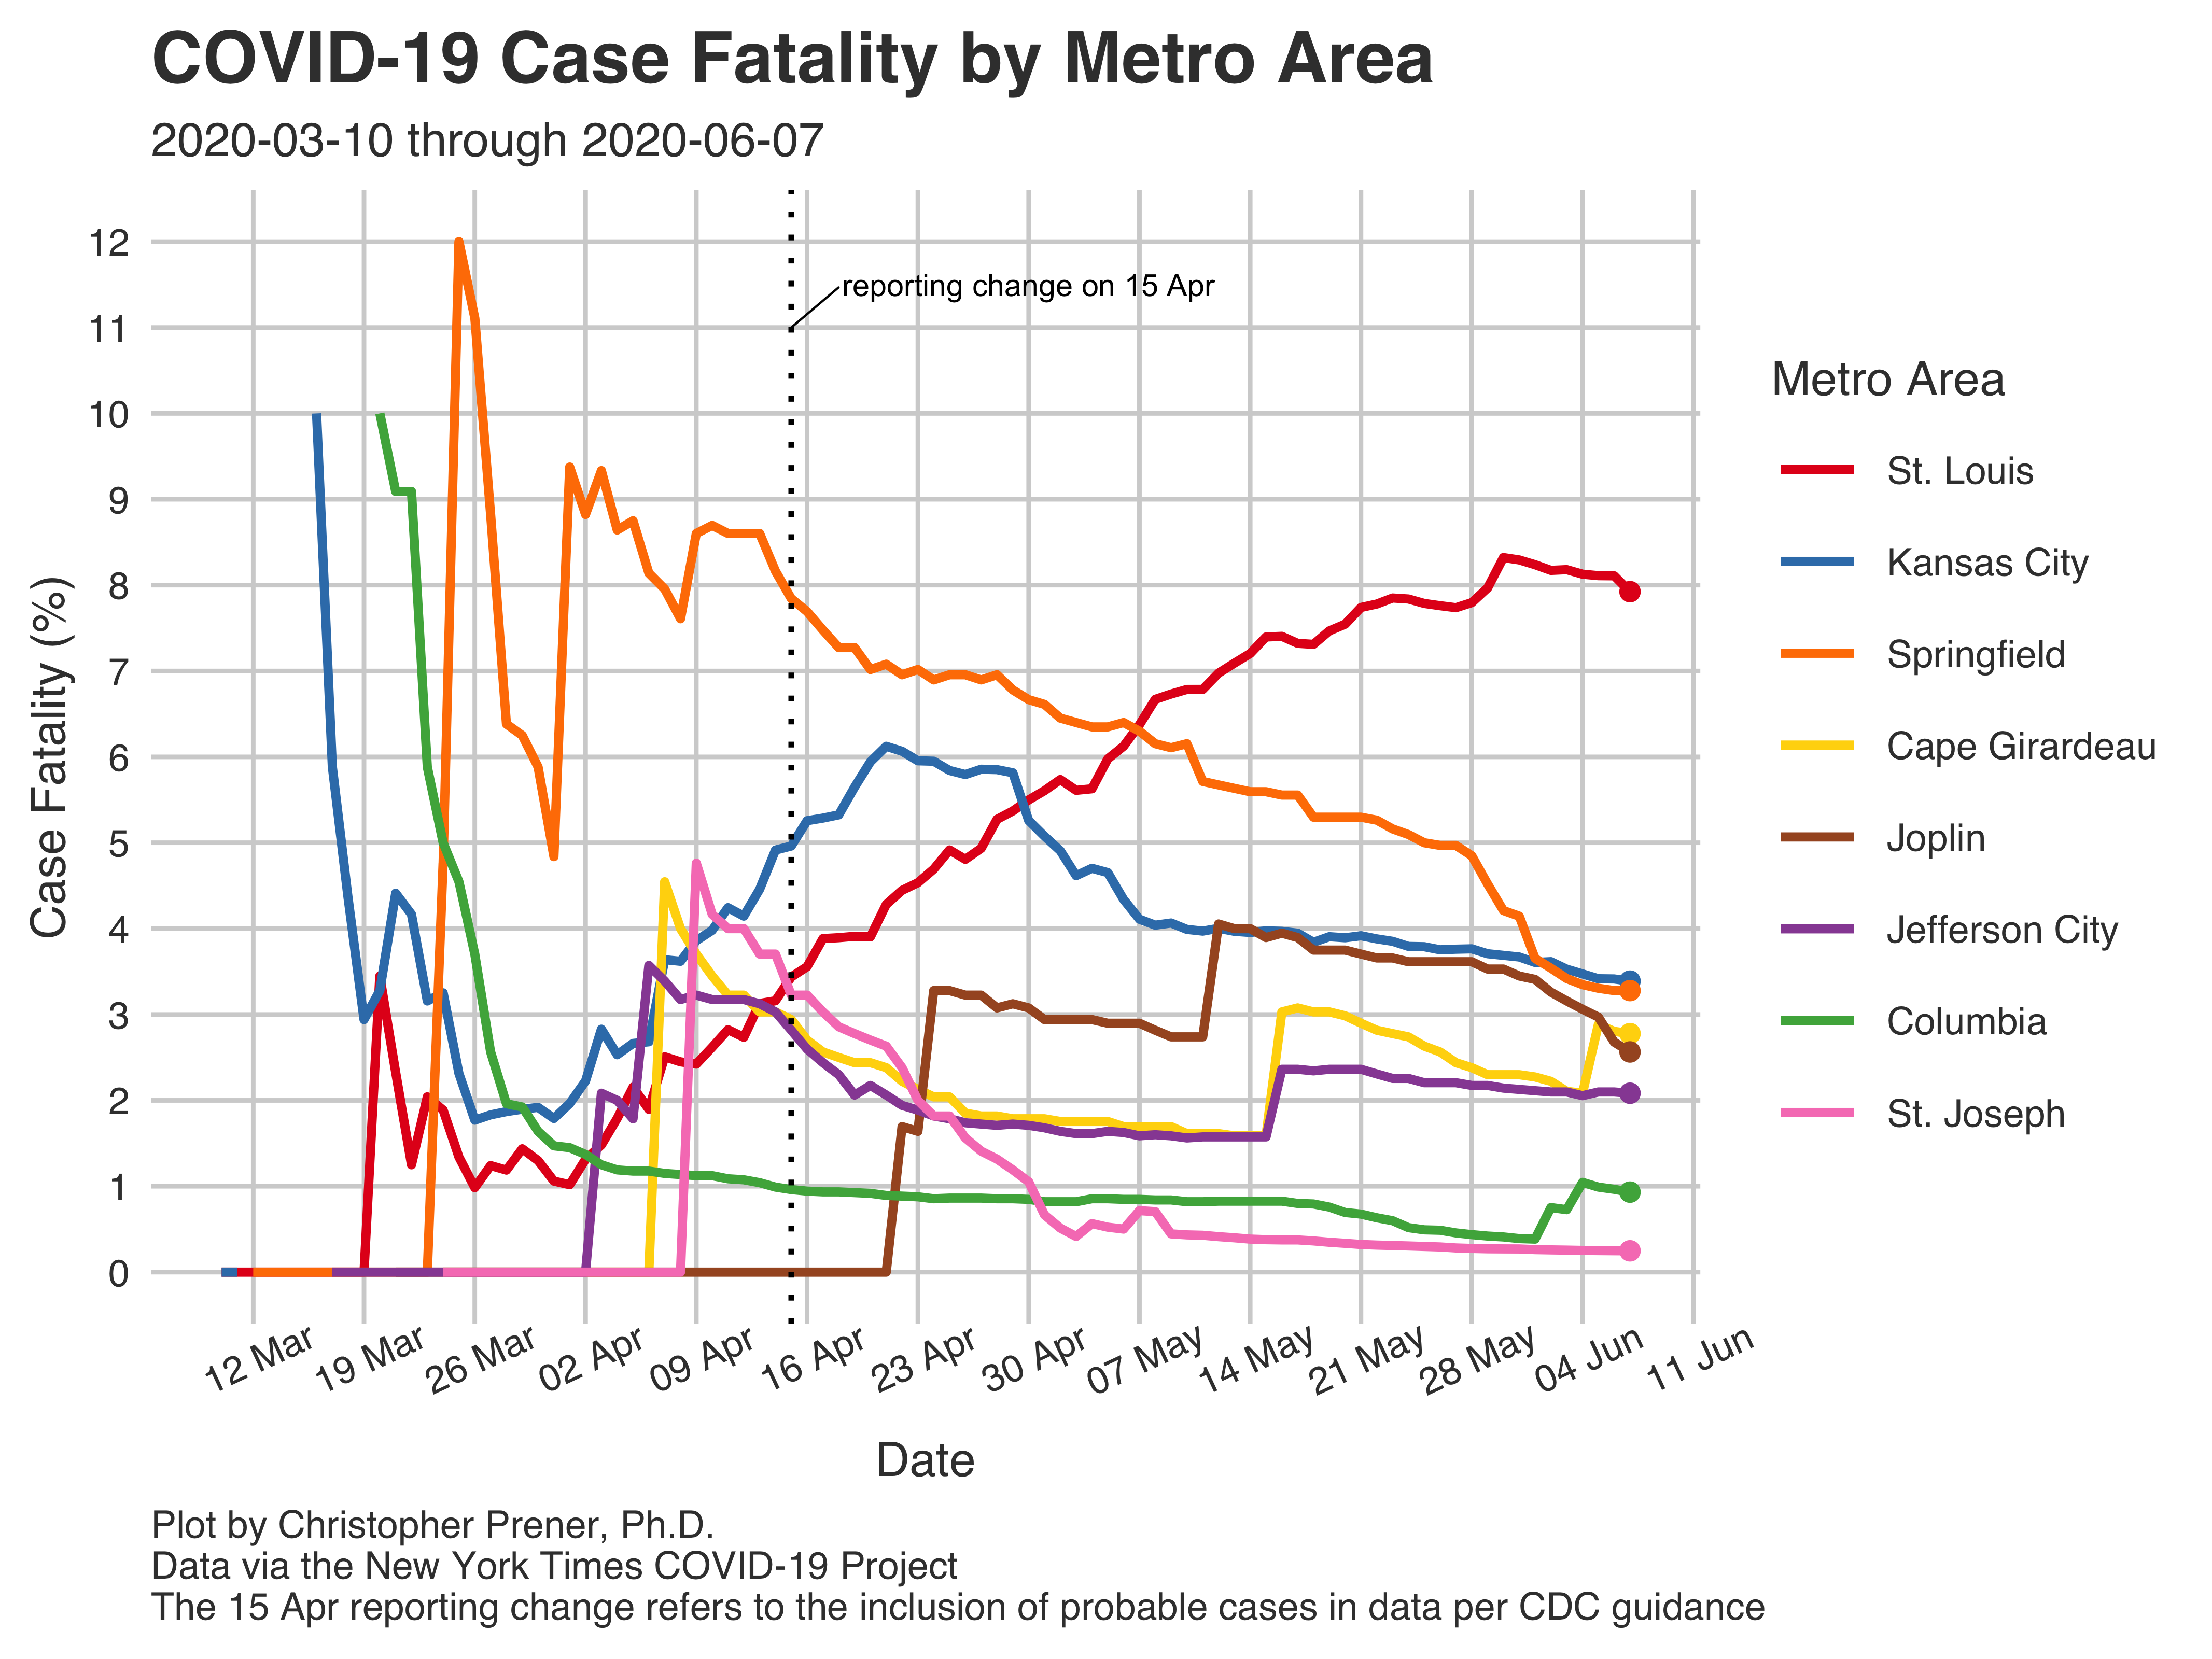 COVID-19 Case Fatality by Metro Area
2020-03-10 through 2020-06-07
12
11
10
9
8
7
6
5
4
3
2
1
0
Case Fatality (%)
reporting change on 15 Apr
12 Mar
19 Mar
26 Mar
02 Apr
09 Apr
16 Apr
23 Apr
30 Apr
07 May
14 May
21 May
28 May
04 Jun
11 Jun
Date
Metro Area
St. Louis
Kansas City
Springfield
Cape Girardeau
Joplin
Jefferson City
Columbia
St. Joseph
Plot by Christopher Prener, Ph.D.
Data via the New York Times COVID-19 Project
The 15 Apr reporting change refers to the inclusion of probable cases in data per CDC guidance